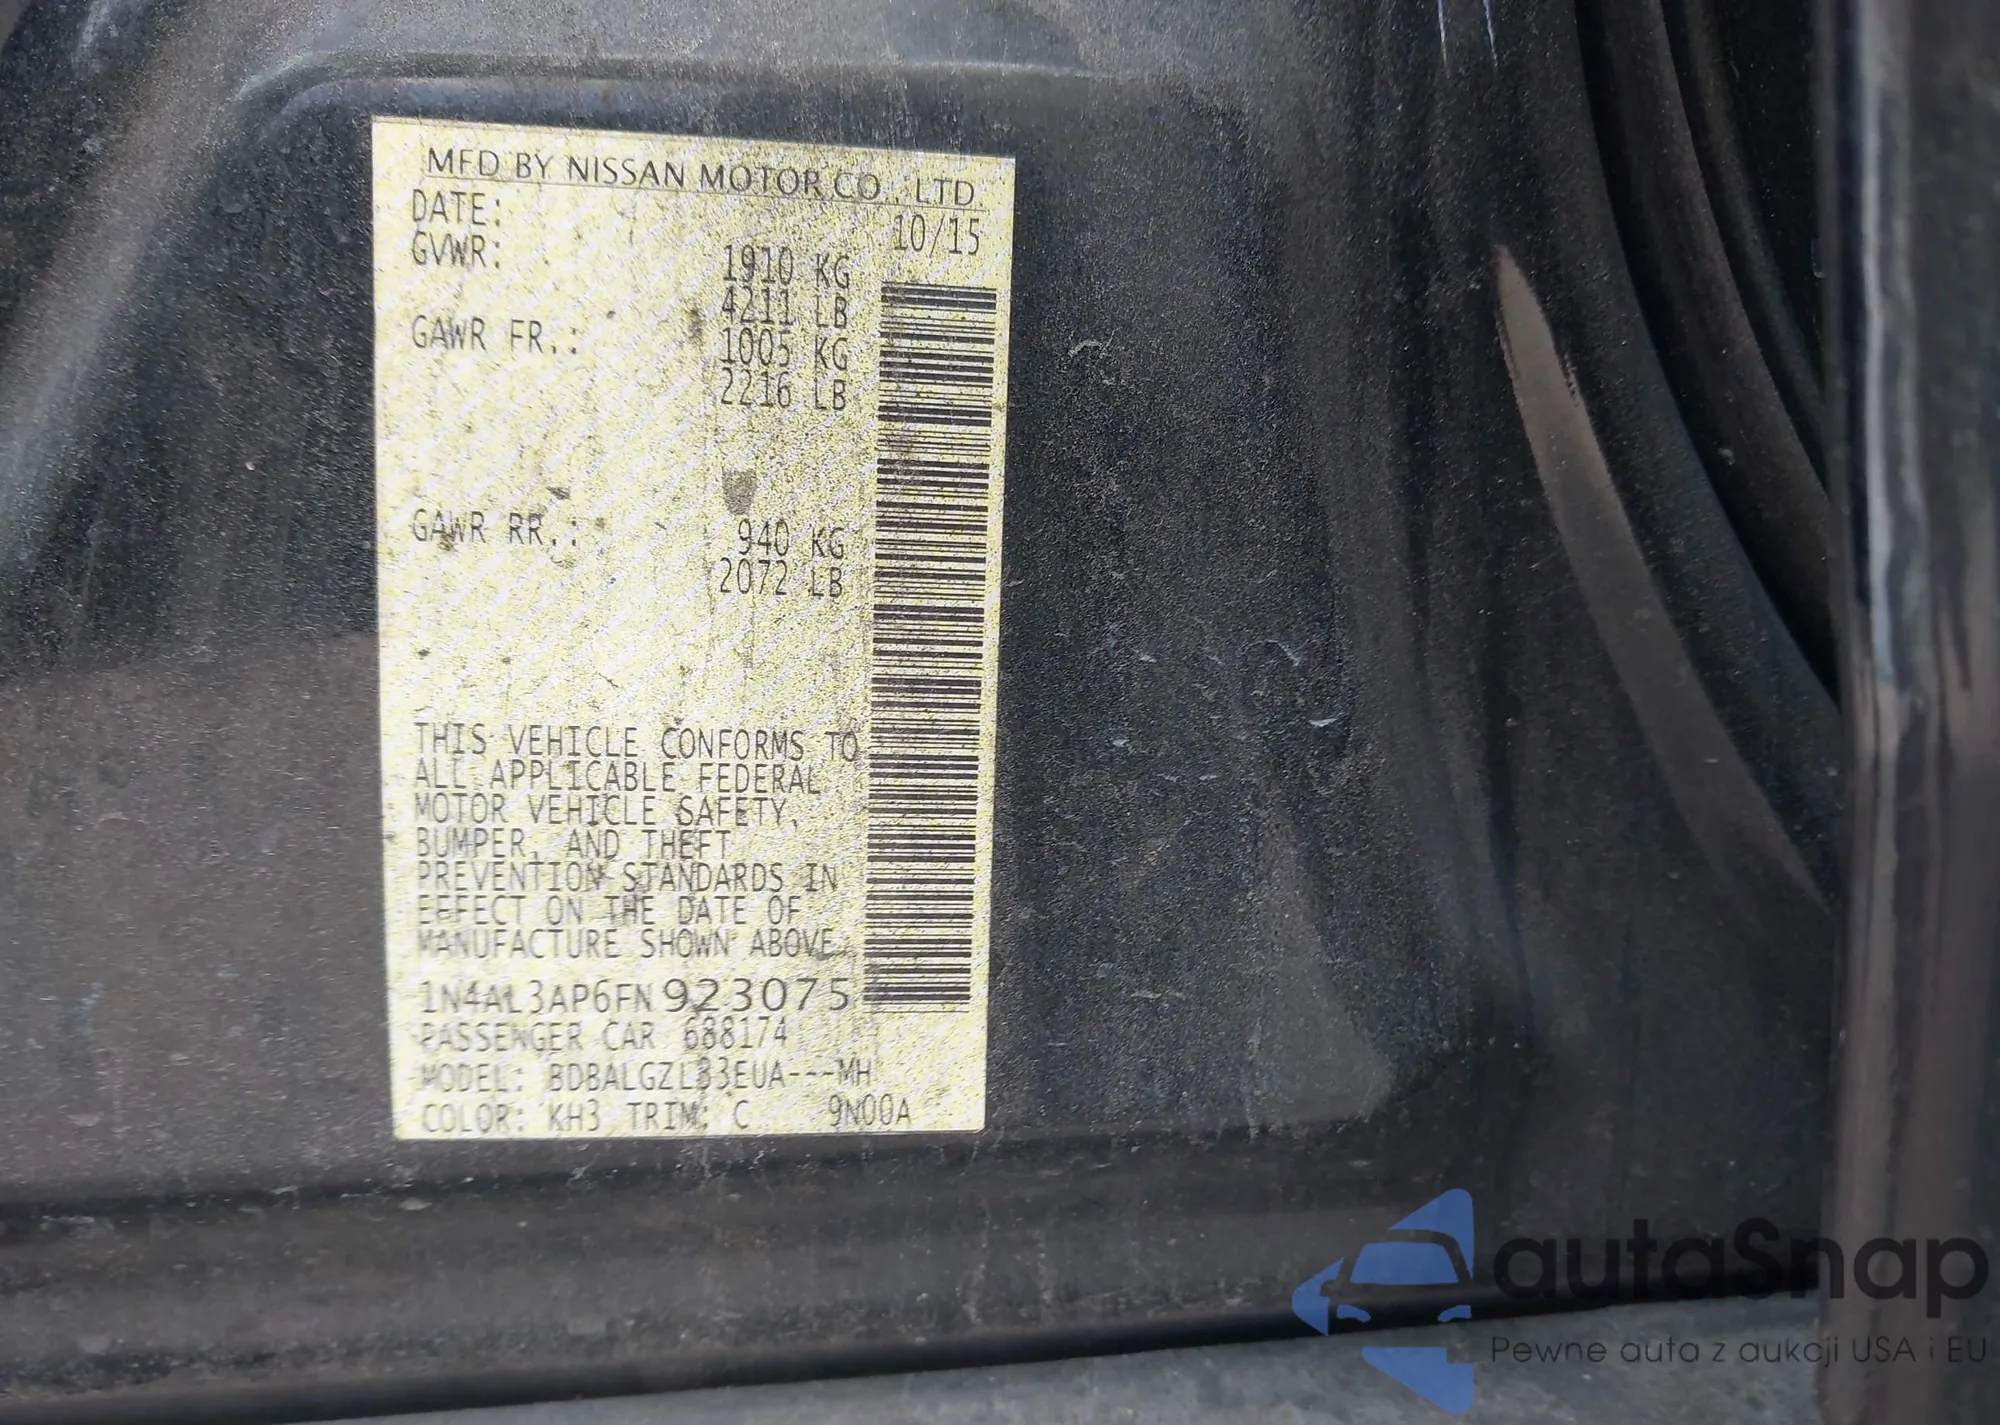 MFD BY NISSAN MOTOR CO., LTD.
DATE: 10/15
GVWR: 1910 KG
4211 LB
GAWR FR.: 1005 KG
2216 LB
GAWR RR.: 940 KG
2072 LB
THIS VEHICLE CONFORMS TO
ALL APPLICABLE FEDERAL
MOTOR VEHICLE SAFETY,
BUMPER, AND THEFT
PREVENTION STANDARDS IN
EFFECT ON THE DATE OF
MANUFACTURE SHOWN ABOVE.
1N4AL3AP6FN923075
PASSENGER CAR 688174
MODEL: BDBALGZL33EUA---MH
COLOR: KH3 TRIM: C 9N00A
autaSnap
Pewne auta z aukcji USA i EU